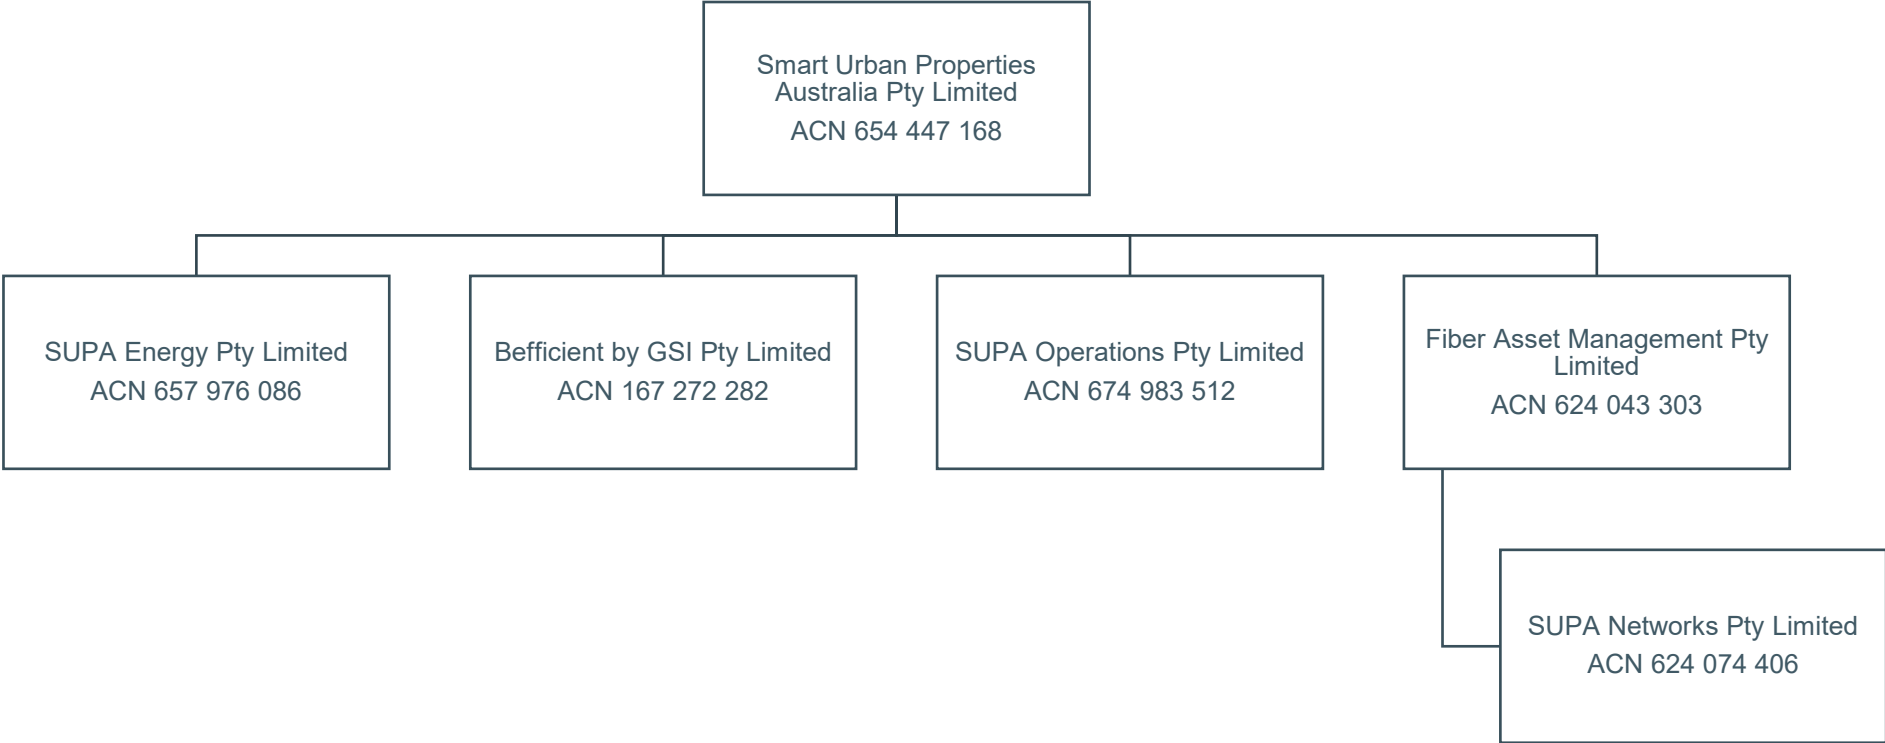 Smart Urban Properties
Australia Pty Limited
ACN 654 447 168
SUPA Energy Pty Limited
ACN 657 976 086
Befficient by GSI Pty Limited
ACN 167 272 282
SUPA Operations Pty Limited
ACN 674 983 512
Fiber Asset Management Pty
Limited
ACN 624 043 303
SUPA Networks Pty Limited
ACN 624 074 406